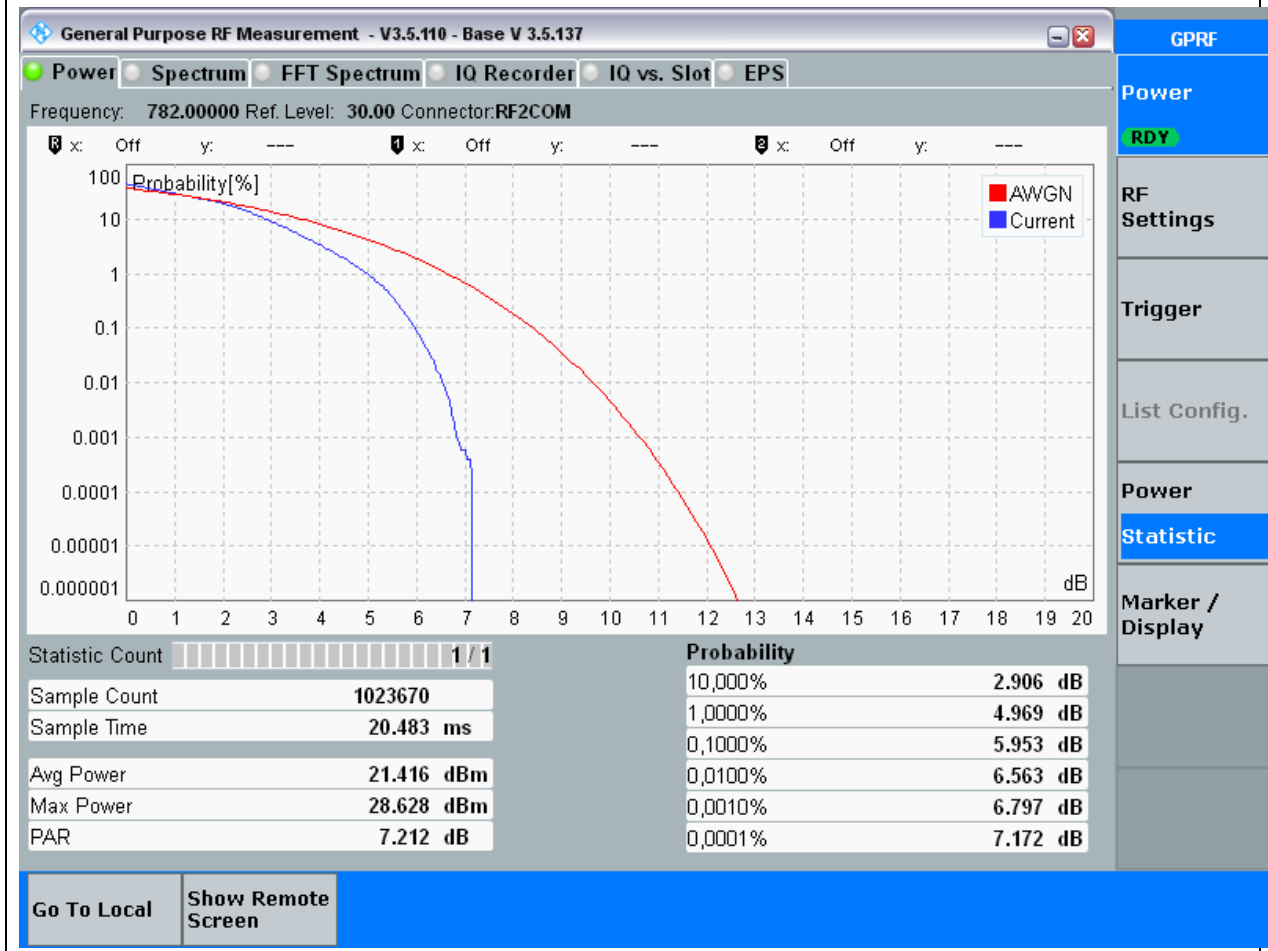 General Purpose RF Measurement - V3.5.110 - Base V 3.5.137
GPRF
Power Spectrum FFT Spectrum IQ Recorder IQ vs. Slot EPS
Frequency: 782.00000 Ref. Level: 30.00 Connector:RF2COM
R x: Off y: --- 1 x: Off y: --- 2 x: Off y: ---
Probability[%]
100
10
1
0.1
0.01
0.001
0.0001
0.00001
0.000001
AWGN
Current
dB
0 1 2 3 4 5 6 7 8 9 10 11 12 13 14 15 16 17 18 19 20
Statistic Count 1 / 1
Sample Count 1023670
Sample Time 20.483 ms
Avg Power 21.416 dBm
Max Power 28.628 dBm
PAR 7.212 dB
Probability
10,000% 2.906 dB
1,0000% 4.969 dB
0,1000% 5.953 dB
0,0100% 6.563 dB
0,0010% 6.797 dB
0,0001% 7.172 dB
Power
RDY
RF
Settings
Trigger
List Config.
Power
Statistic
Marker /
Display
Go To Local
Show Remote
Screen